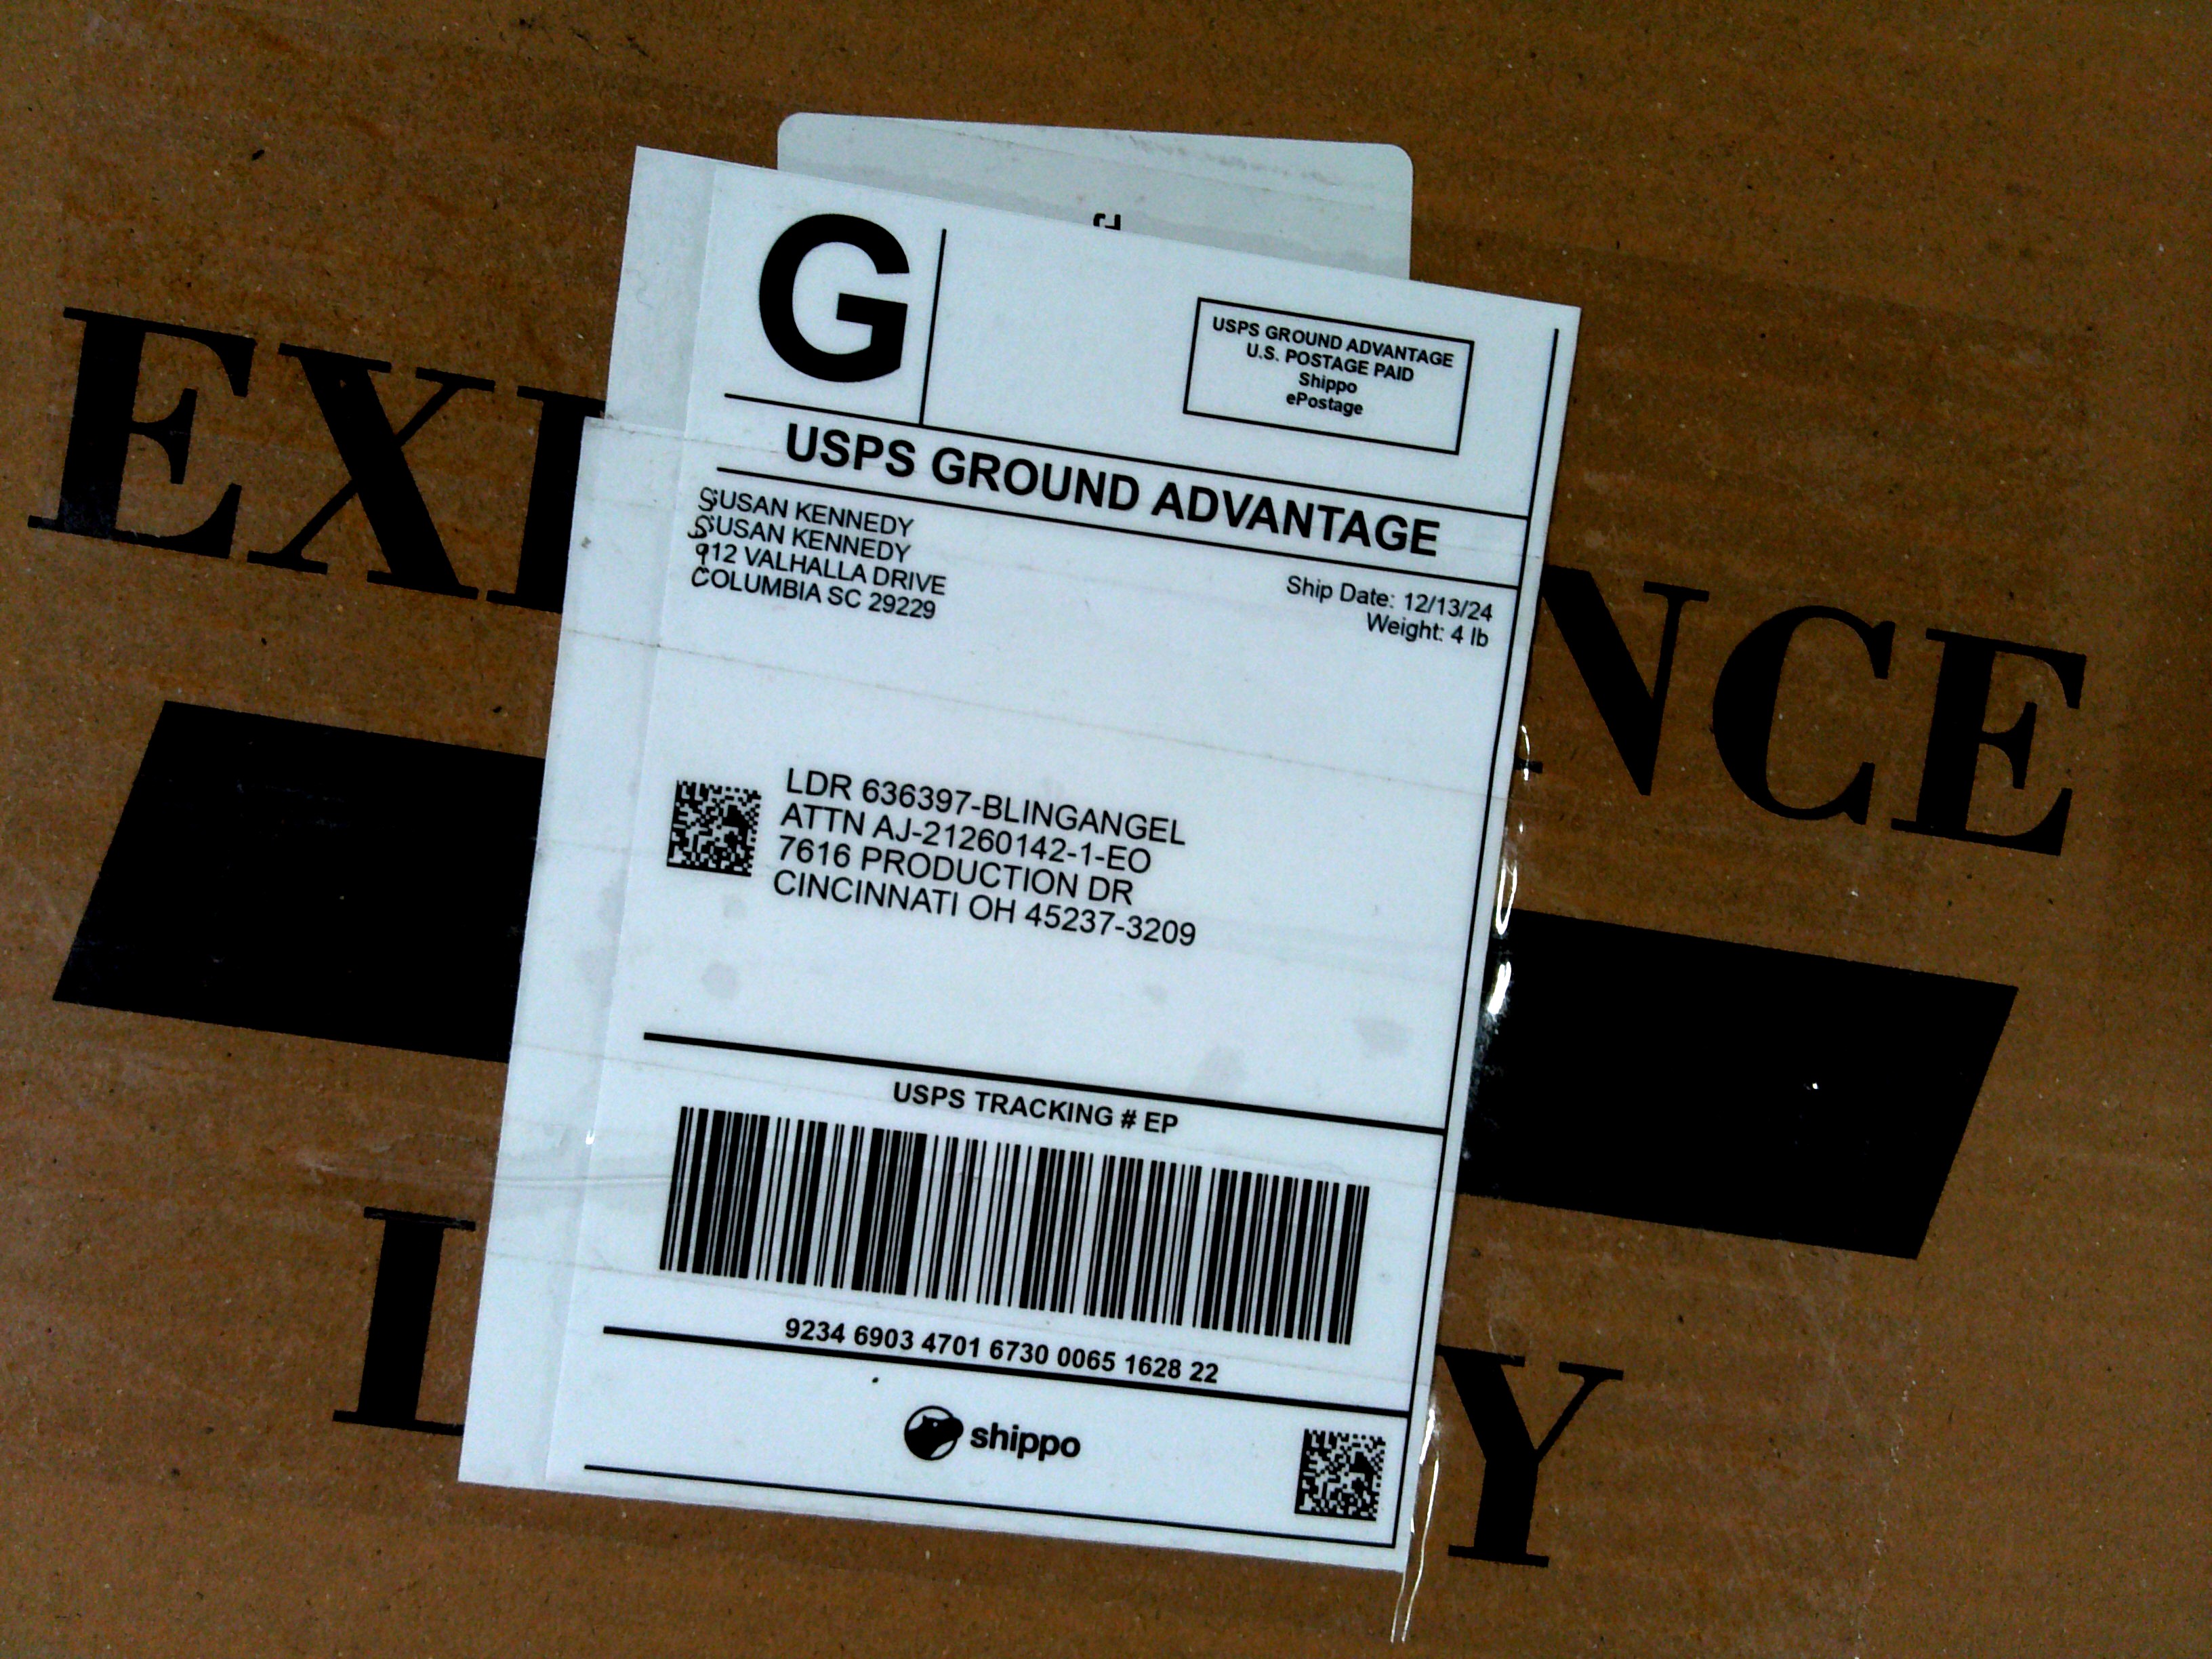 G
USPS GROUND ADVANTAGE
U.S. POSTAGE PAID
Shippo
ePostage
USPS GROUND ADVANTAGE
SUSAN KENNEDY
SUSAN KENNEDY
912 VALHALLA DRIVE
COLUMBIA SC 29229
Ship Date: 12/13/24
Weight: 4 lb
LDR 636397-BLINGANGEL
ATTN AJ-21260142-1-EO
7616 PRODUCTION DR
CINCINNATI OH 45237-3209
USPS TRACKING # EP
9234 6903 4701 6730 0065 1628 22
shippo